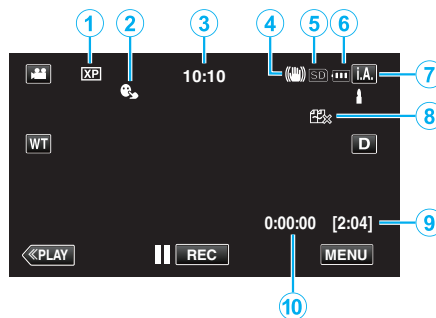 1 2 3 4 5 6
XP 10:10 SD i.A. 7
8
WT D
0:00:00 [2:04] 9
≪PLAY REC MENU
10